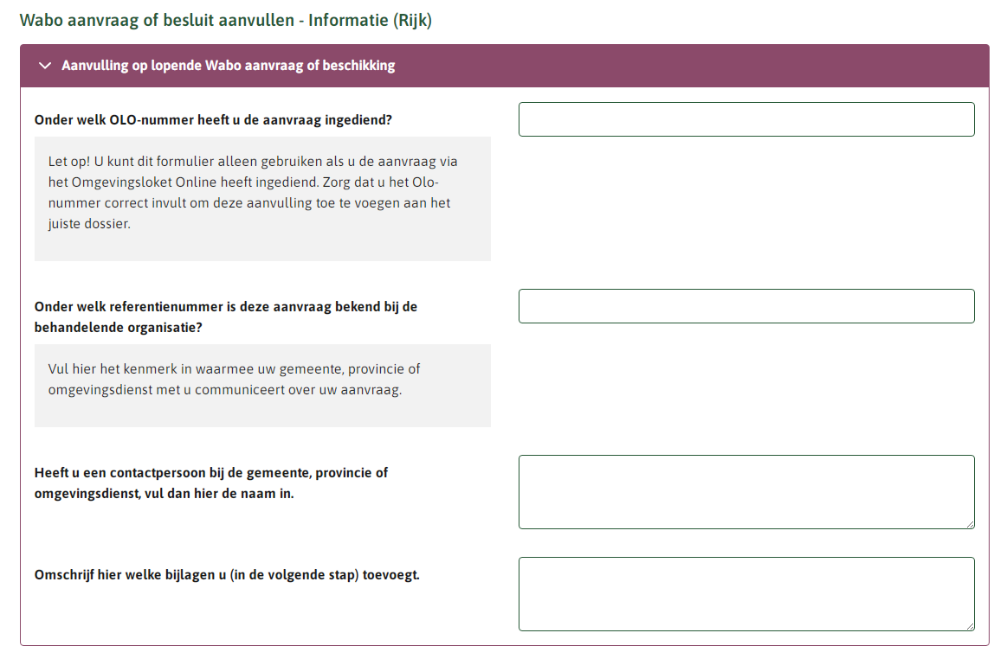 Wabo aanvraag of besluit aanvullen - Informatie (Rijk)
Aanvulling op lopende Wabo aanvraag of beschikking
Onder welk OLO-nummer heeft u de aanvraag ingediend?
Let op! U kunt dit formulier alleen gebruiken als u de aanvraag via
het Omgevingsloket Online heeft ingediend. Zorg dat u het Olo-
nummer correct invult om deze aanvulling toe te voegen aan het
juiste dossier.
Onder welk referentienummer is deze aanvraag bekend bij de
behandelende organisatie?
Vul hier het kenmerk in waarmee uw gemeente, provincie of
omgevingsdienst met u communiceert over uw aanvraag.
Heeft u een contactpersoon bij de gemeente, provincie of
omgevingsdienst, vul dan hier de naam in.
Omschrijf hier welke bijlagen u (in de volgende stap) toevoegt.